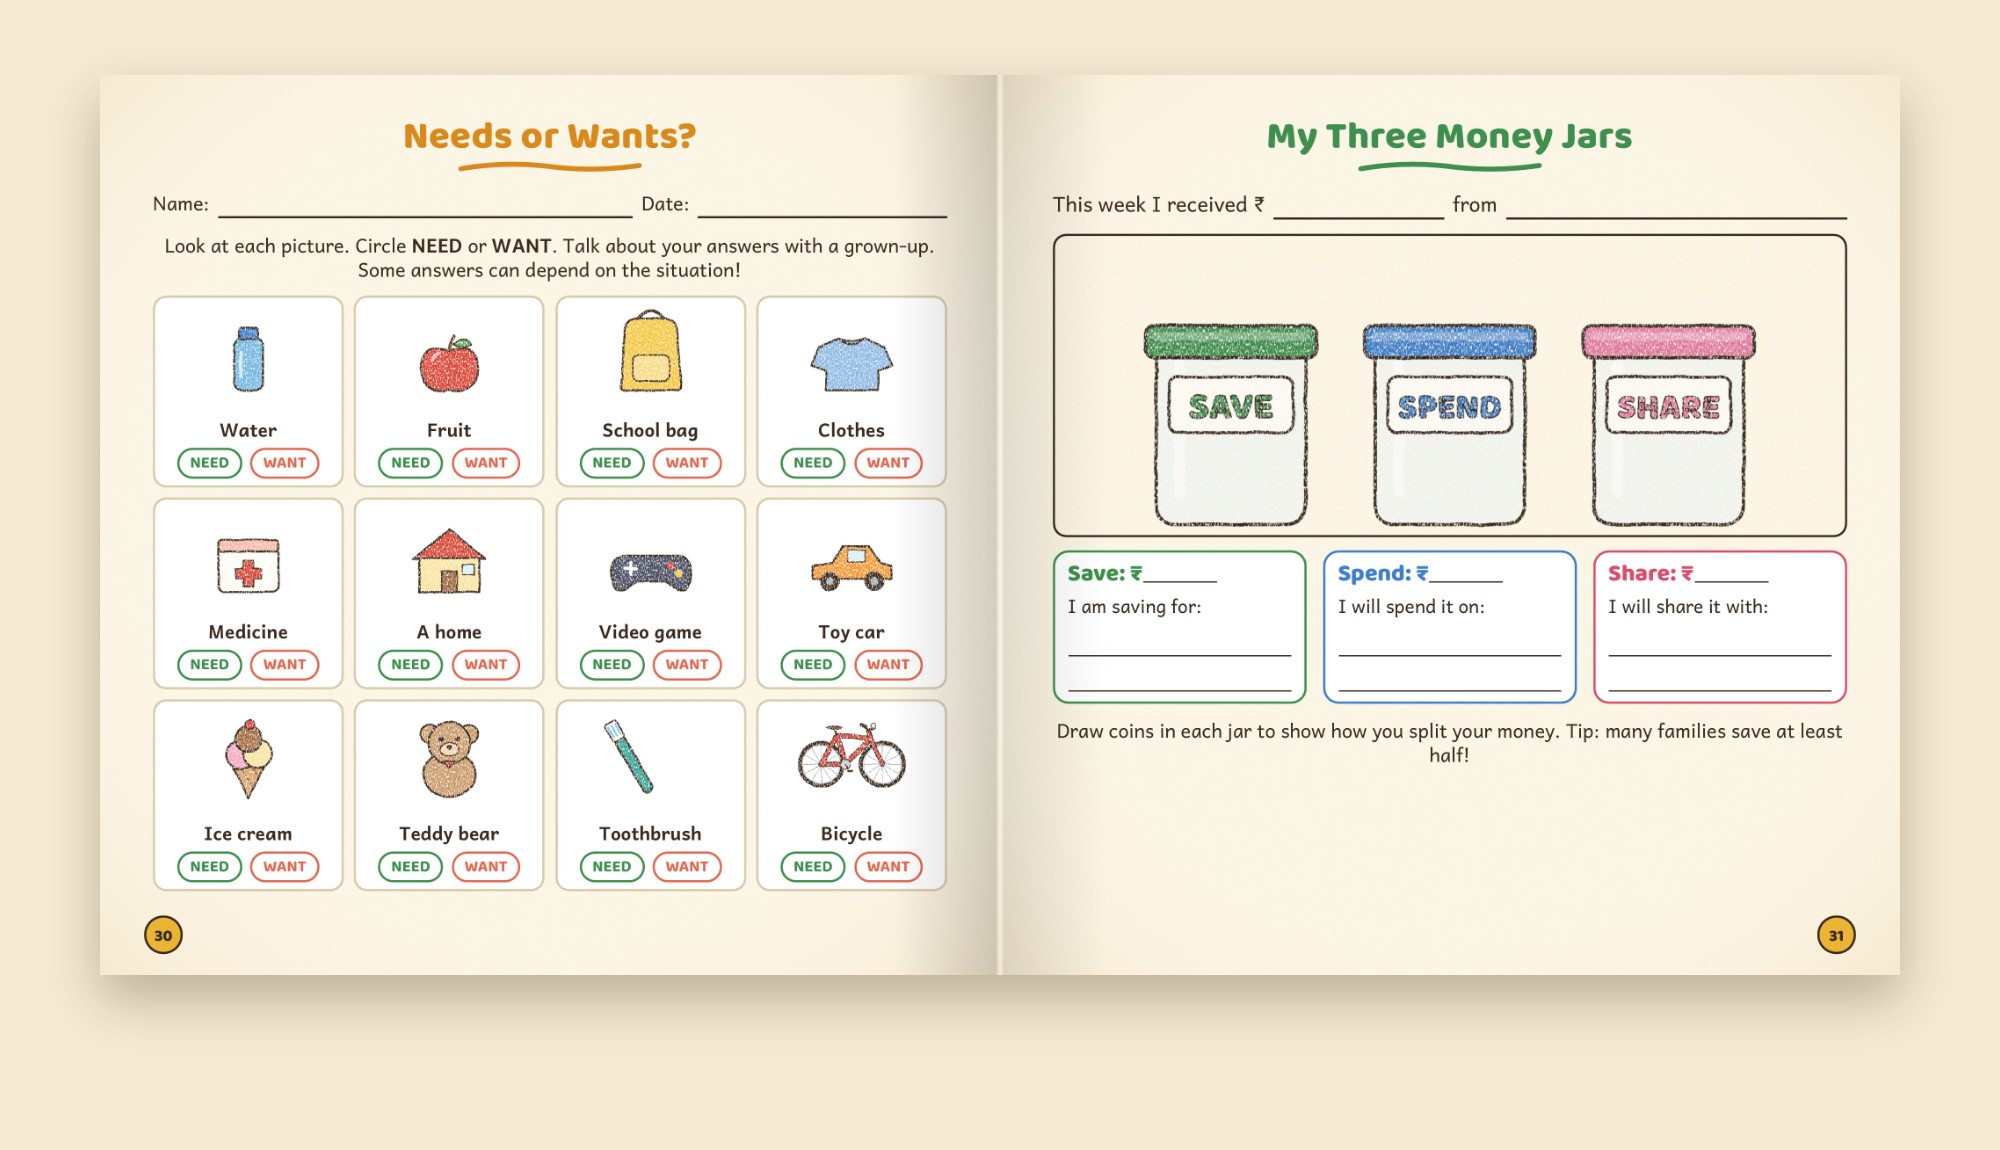 Needs or Wants?
Name: Date:
Look at each picture. Circle NEED or WANT. Talk about your answers with a grown-up.
Some answers can depend on the situation!
Water
NEED WANT
Fruit
NEED WANT
School bag
NEED WANT
Clothes
NEED WANT
Medicine
NEED WANT
A home
NEED WANT
Video game
NEED WANT
Toy car
NEED WANT
Ice cream
NEED WANT
Teddy bear
NEED WANT
Toothbrush
NEED WANT
Bicycle
NEED WANT
30
My Three Money Jars
This week I received ₹ from
SAVE
SPEND
SHARE
Save: ₹
I am saving for:
Spend: ₹
I will spend it on:
Share: ₹
I will share it with:
Draw coins in each jar to show how you split your money. Tip: many families save at least
half!
31